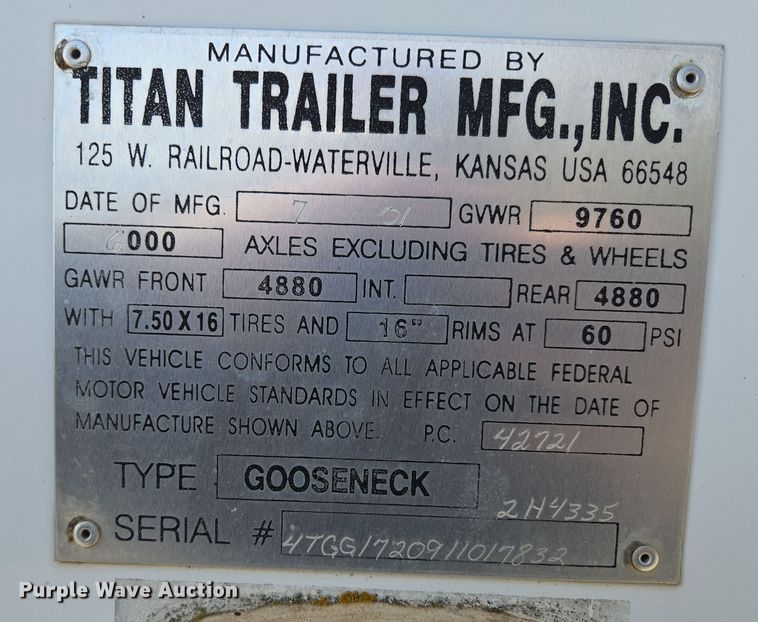 MANUFACTURED BY
TITAN TRAILER MFG., INC.
125 W. RAILROAD-WATERVILLE, KANSAS USA 66548
DATE OF MFG. 7 01 GVWR 9760
6000 AXLES EXCLUDING TIRES & WHEELS
GAWR FRONT 4880 INT. REAR 4880
WITH 7.50X16 TIRES AND 16" RIMS AT 60 PSI
THIS VEHICLE CONFORMS TO ALL APPLICABLE FEDERAL
MOTOR VEHICLE STANDARDS IN EFFECT ON THE DATE OF
MANUFACTURE SHOWN ABOVE. P.C. 42721
TYPE GOOSENECK
2H4335
SERIAL # 4TGG1720911017832
Purple Wave Auction